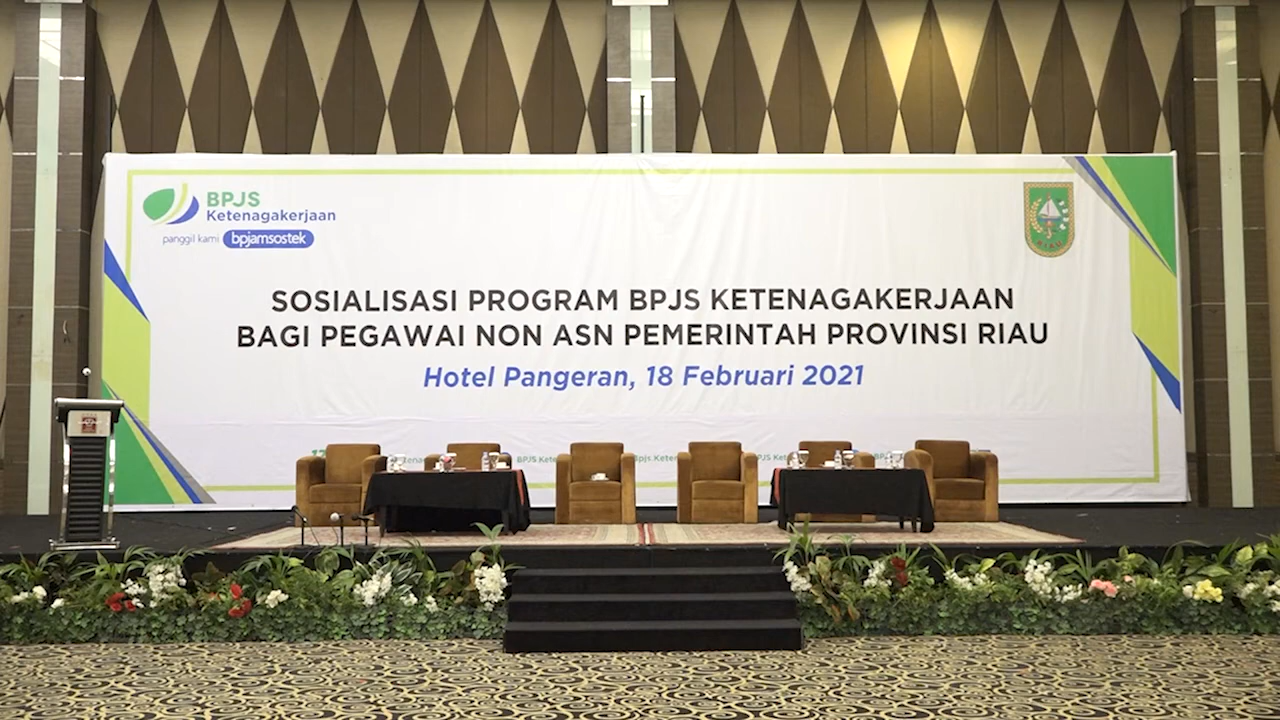 BPJS
Ketenagakerjaan
panggil kami bpjamsostek
RIAU
SOSIALISASI PROGRAM BPJS KETENAGAKERJAAN
BAGI PEGAWAI NON ASN PEMERINTAH PROVINSI RIAU
Hotel Pangeran, 18 Februari 2021